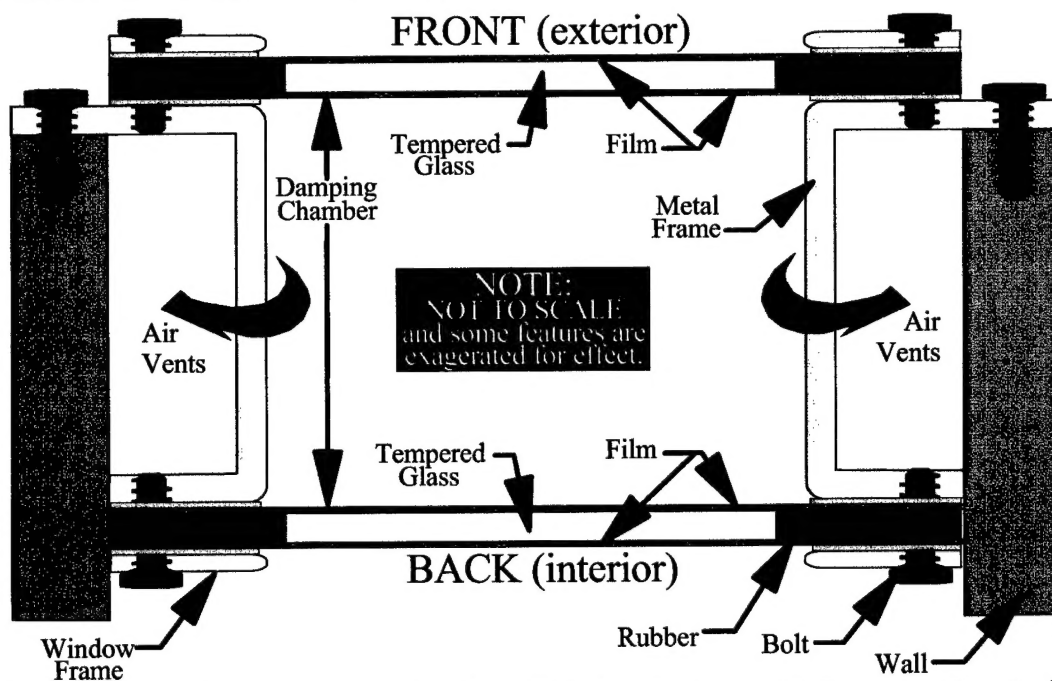 FRONT (exterior)
Tempered
Glass
Film
Damping
Chamber
Metal
Frame
Air
Vents
NOTE:
NOT TO SCALE
and some features are
exagerated for effect.
Air
Vents
Tempered
Glass
Film
BACK (interior)
Window
Frame
Rubber
Bolt
Wall